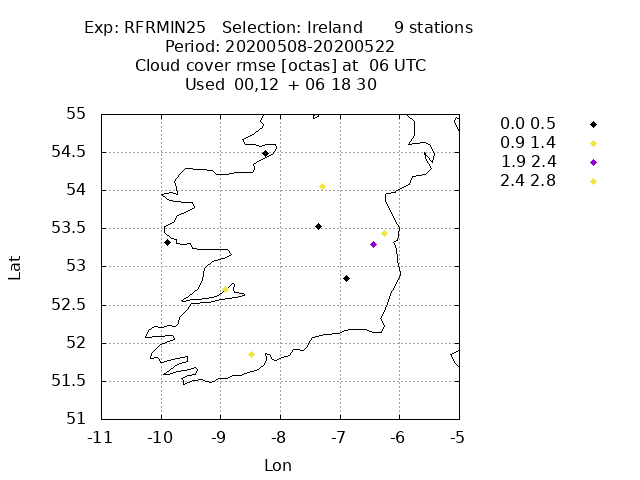 Exp: RFRMIN25 Selection: Ireland 9 stations
Period: 20200508-20200522
Cloud cover rmse [octas] at 06 UTC
Used 00,12 + 06 18 30
55
54.5
54
53.5
53
52.5
52
51.5
51
Lat
-11 -10 -9 -8 -7 -6 -5
Lon
0.0 0.5
0.9 1.4
1.9 2.4
2.4 2.8